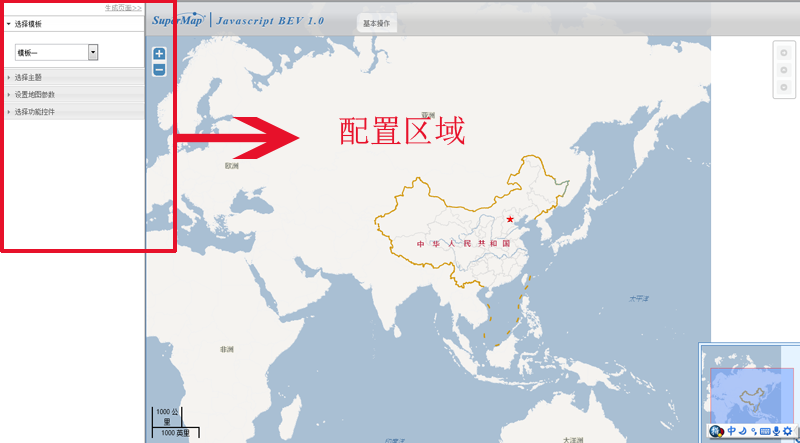 生成页面>>
选择模板
模板一
选择主题
设置地图参数
选择功能控件
SuperMap Javascript BEV 1.0
基本操作
配置区域
亚洲
欧洲
中华人民共和国
太平洋
非洲
1000 公里
1000 英里
印度洋
大洋洲
中